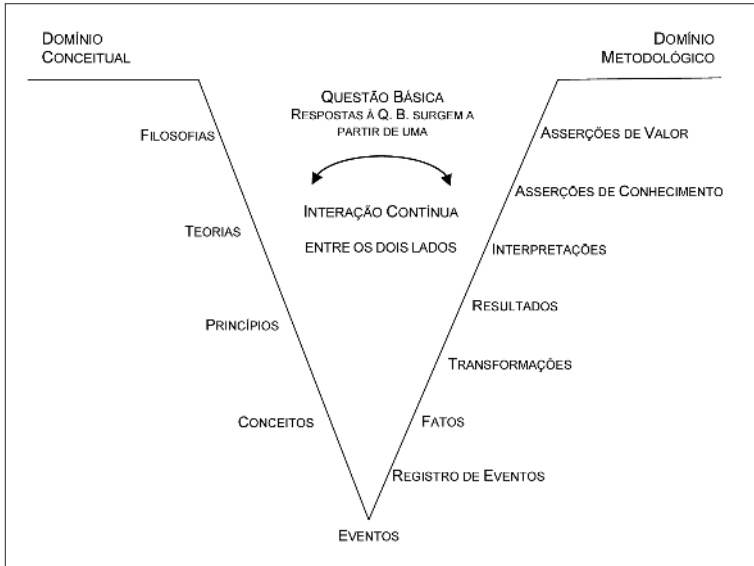 DOMÍNIO
CONCEITUAL
DOMÍNIO
METODOLÓGICO
QUESTÃO BÁSICA
RESPOSTAS À Q. B. SURGEM A
PARTIR DE UMA
INTERAÇÃO CONTÍNUA
ENTRE OS DOIS LADOS
FILOSOFIAS
TEORIAS
PRINCÍPIOS
CONCEITOS
ASSERÇÕES DE VALOR
ASSERÇÕES DE CONHECIMENTO
INTERPRETAÇÕES
RESULTADOS
TRANSFORMAÇÕES
FATOS
REGISTRO DE EVENTOS
EVENTOS